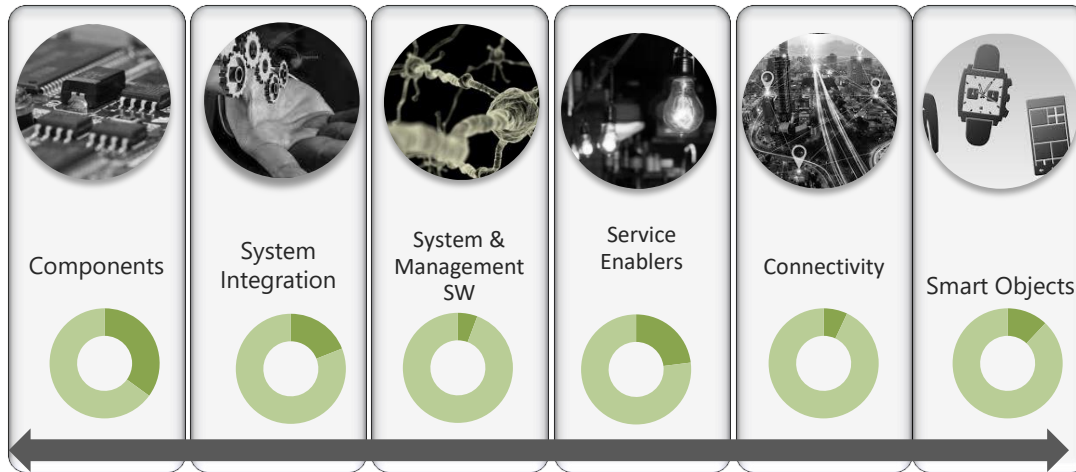 Components
System
Integration
System &
Management
SW
Service
Enablers
Connectivity
Smart Objects